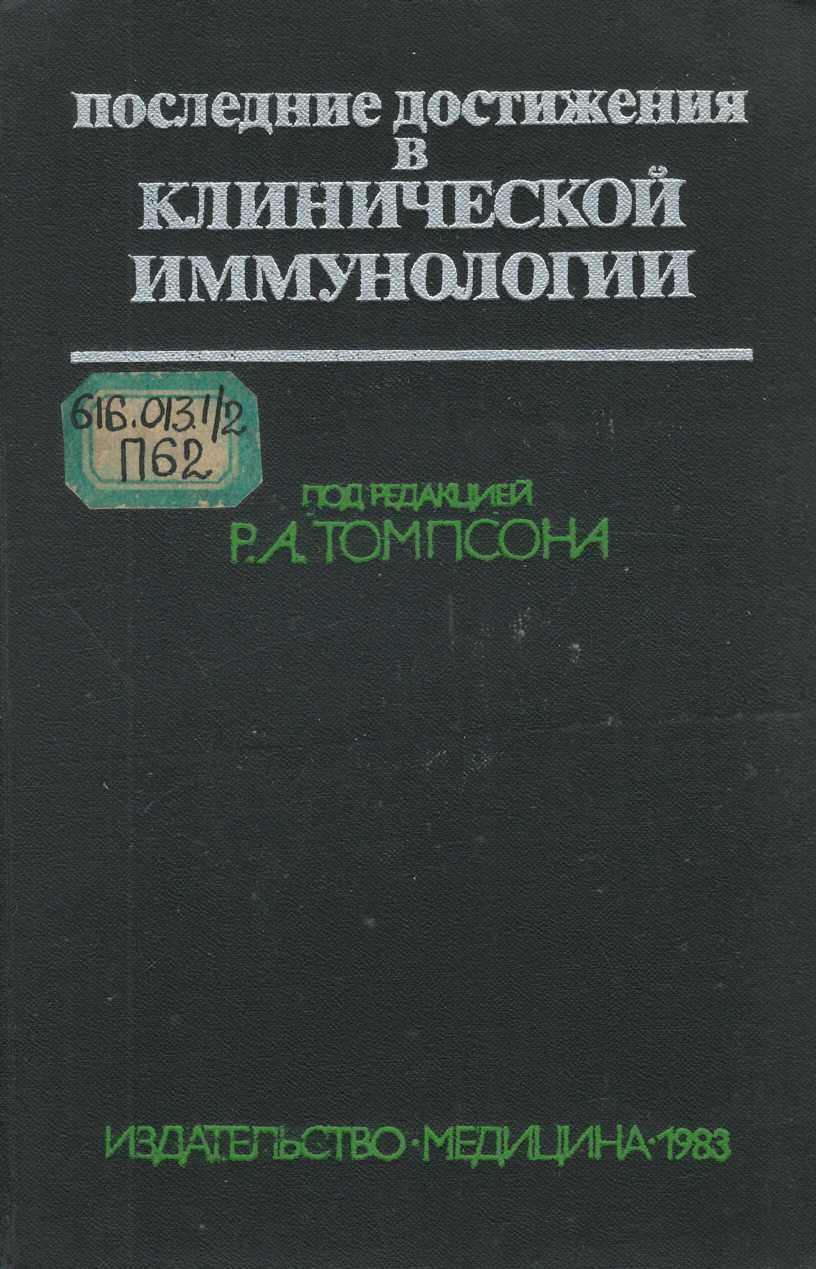 последние достижения
в
КЛИНИЧЕСКОЙ
ИММУНОЛОГИИ
616.013.1/2
П62
ПОД РЕДАКЦИЕЙ
Р.А. ТОМПСОНА
ИЗДАТЕЛЬСТВО·МЕДИЦИНА·1983